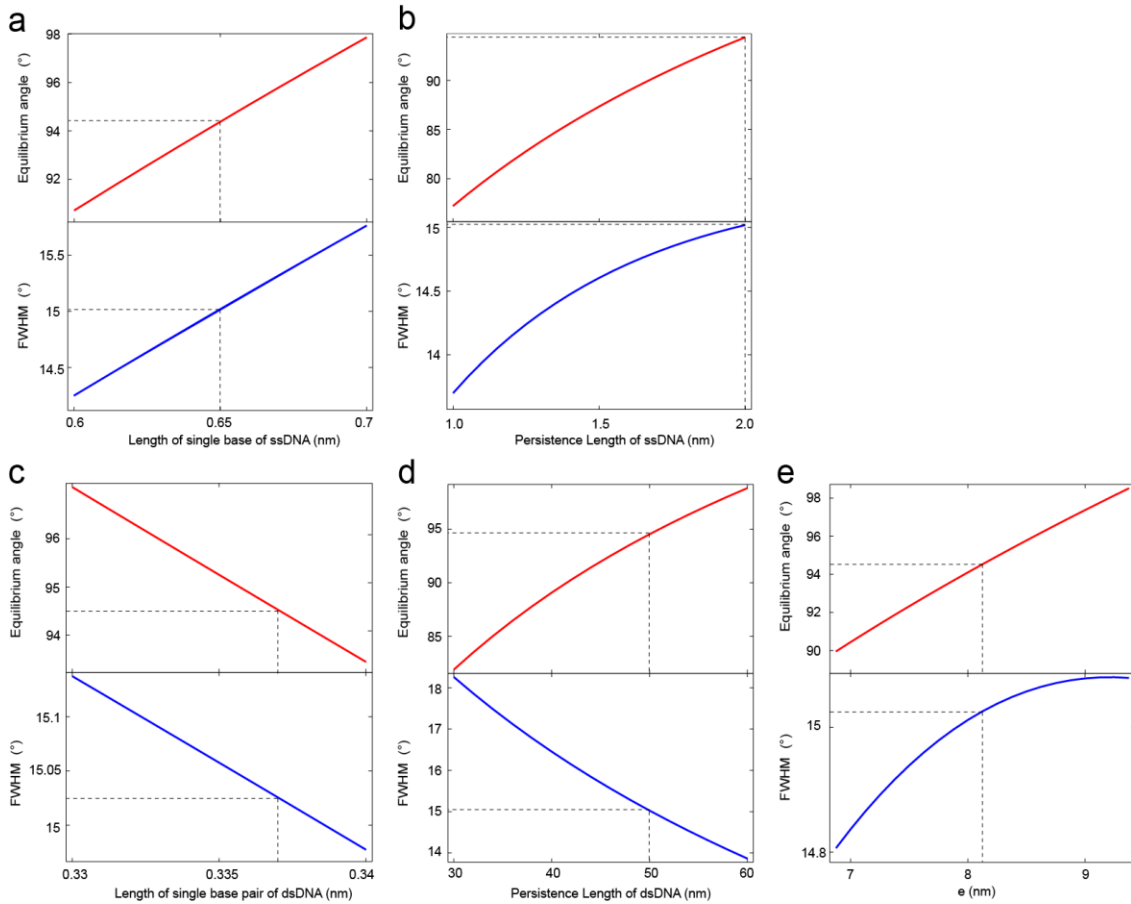 a
98
96
94
92
Equilibrium angle (°)
15.5
15
14.5
FWHM (°)
0.6
0.65
0.7
Length of single base of ssDNA (nm)
b
90
85
80
Equilibrium angle (°)
15
14.5
14
FWHM (°)
1.0
1.5
2.0
Persistence Length of ssDNA (nm)
c
96
95
94
Equilibrium angle (°)
15.1
15.05
15
FWHM (°)
0.33
0.335
0.34
Length of single base pair of dsDNA (nm)
d
95
90
85
Equilibrium angle (°)
18
17
16
15
14
FWHM (°)
30
40
50
60
Persistence Length of dsDNA (nm)
e
98
96
94
92
90
Equilibrium angle (°)
15
14.8
FWHM (°)
7
8
9
e (nm)